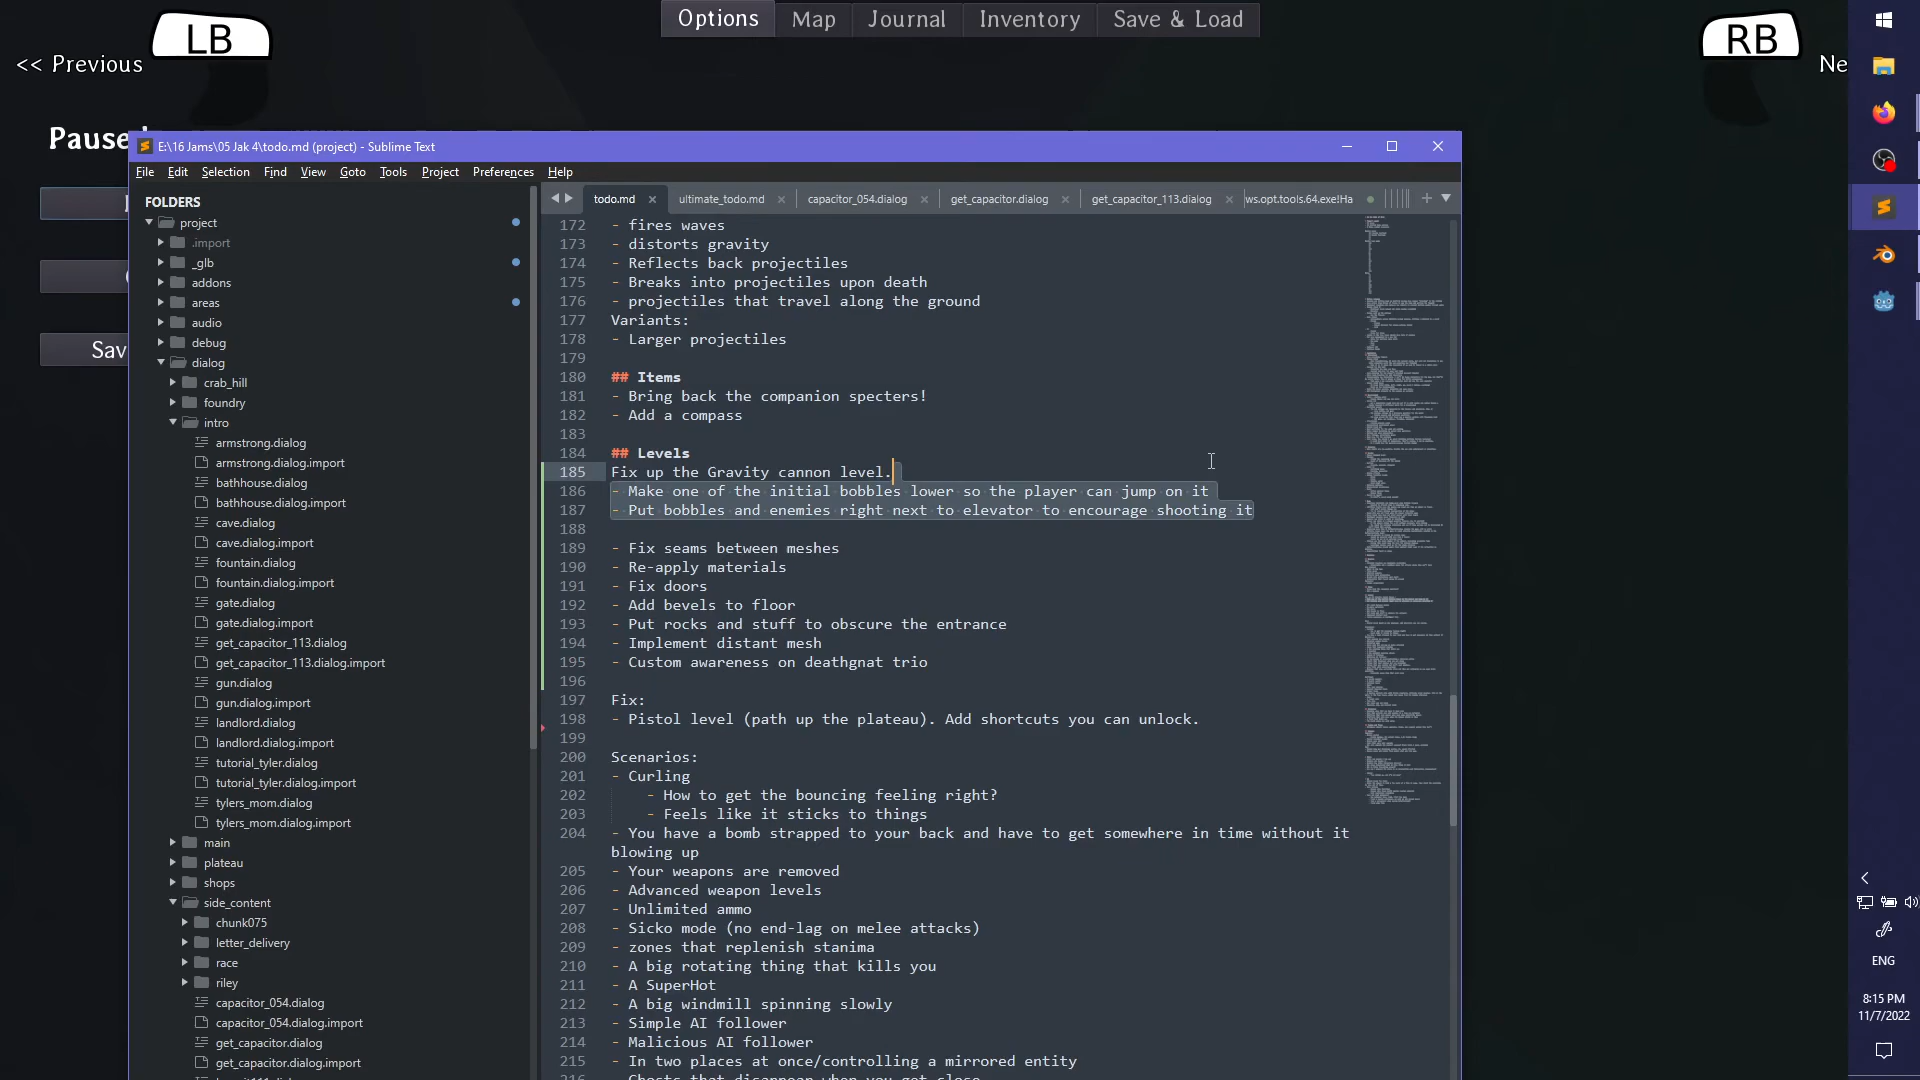 Options
Map
Journal
Inventory
Save & Load
LB
RB
<< Previous
Ne
Pause
Sav
E:\16 Jams\05 Jak 4\todo.md (project) - Sublime Text
File Edit Selection Find View Goto Tools Project Preferences Help
FOLDERS
project
.import
_glb
addons
areas
audio
debug
dialog
crab_hill
foundry
intro
armstrong.dialog
armstrong.dialog.import
bathhouse.dialog
bathhouse.dialog.import
cave.dialog
cave.dialog.import
fountain.dialog
fountain.dialog.import
gate.dialog
gate.dialog.import
get_capacitor_113.dialog
get_capacitor_113.dialog.import
gun.dialog
gun.dialog.import
landlord.dialog
landlord.dialog.import
tutorial_tyler.dialog
tutorial_tyler.dialog.import
tylers_mom.dialog
tylers_mom.dialog.import
main
plateau
shops
side_content
chunk075
letter_delivery
race
riley
capacitor_054.dialog
capacitor_054.dialog.import
get_capacitor.dialog
get_capacitor.dialog.import
todo.md
ultimate_todo.md
capacitor_054.dialog
get_capacitor.dialog
get_capacitor_113.dialog
ws.opt.tools.64.exe!Ha
172 - fires waves
173 - distorts gravity
174 - Reflects back projectiles
175 - Breaks into projectiles upon death
176 - projectiles that travel along the ground
177 Variants:
178 - Larger projectiles
179
180 ## Items
181 - Bring back the companion specters!
182 - Add a compass
183
184 ## Levels
185 Fix up the Gravity cannon level.
186 - Make one of the initial bobbles lower so the player can jump on it
187 - Put bobbles and enemies right next to elevator to encourage shooting it
188
189 - Fix seams between meshes
190 - Re-apply materials
191 - Fix doors
192 - Add bevels to floor
193 - Put rocks and stuff to obscure the entrance
194 - Implement distant mesh
195 - Custom awareness on deathgnat trio
196
197 Fix:
198 - Pistol level (path up the plateau). Add shortcuts you can unlock.
199
200 Scenarios:
201 - Curling
202 - How to get the bouncing feeling right?
203 - Feels like it sticks to things
204 - You have a bomb strapped to your back and have to get somewhere in time without it
blowing up
205 - Your weapons are removed
206 - Advanced weapon levels
207 - Unlimited ammo
208 - Sicko mode (no end-lag on melee attacks)
209 - zones that replenish stanima
210 - A big rotating thing that kills you
211 - A SuperHot
212 - A big windmill spinning slowly
213 - Simple AI follower
214 - Malicious AI follower
215 - In two places at once/controlling a mirrored entity
216 - Chests that disappear when you get close
ENG
8:15 PM
11/7/2022